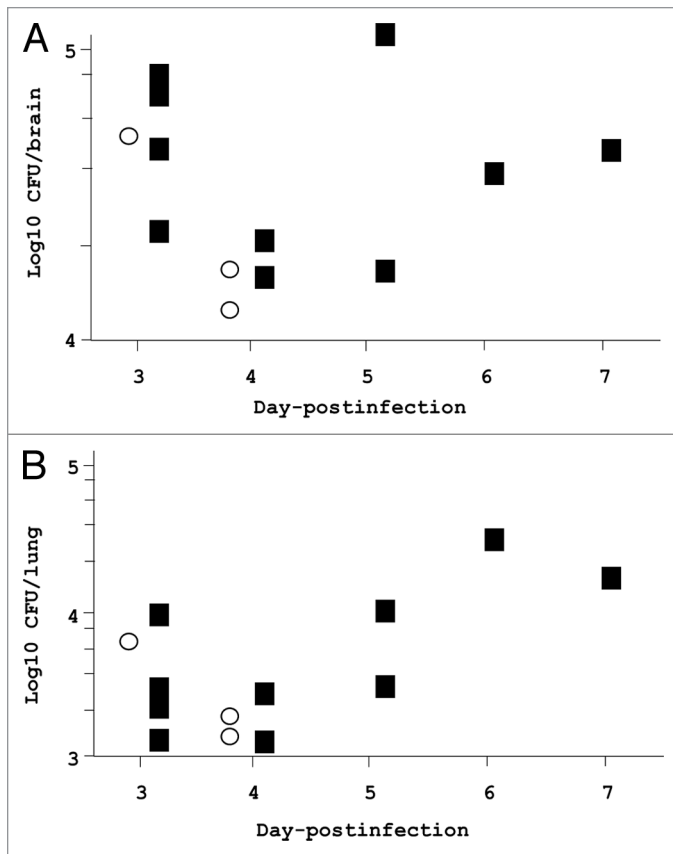 A
Log10 CFU/brain
5
4
3 4 5 6 7
Day-postinfection
B
Log10 CFU/lung
5
4
3
3 4 5 6 7
Day-postinfection